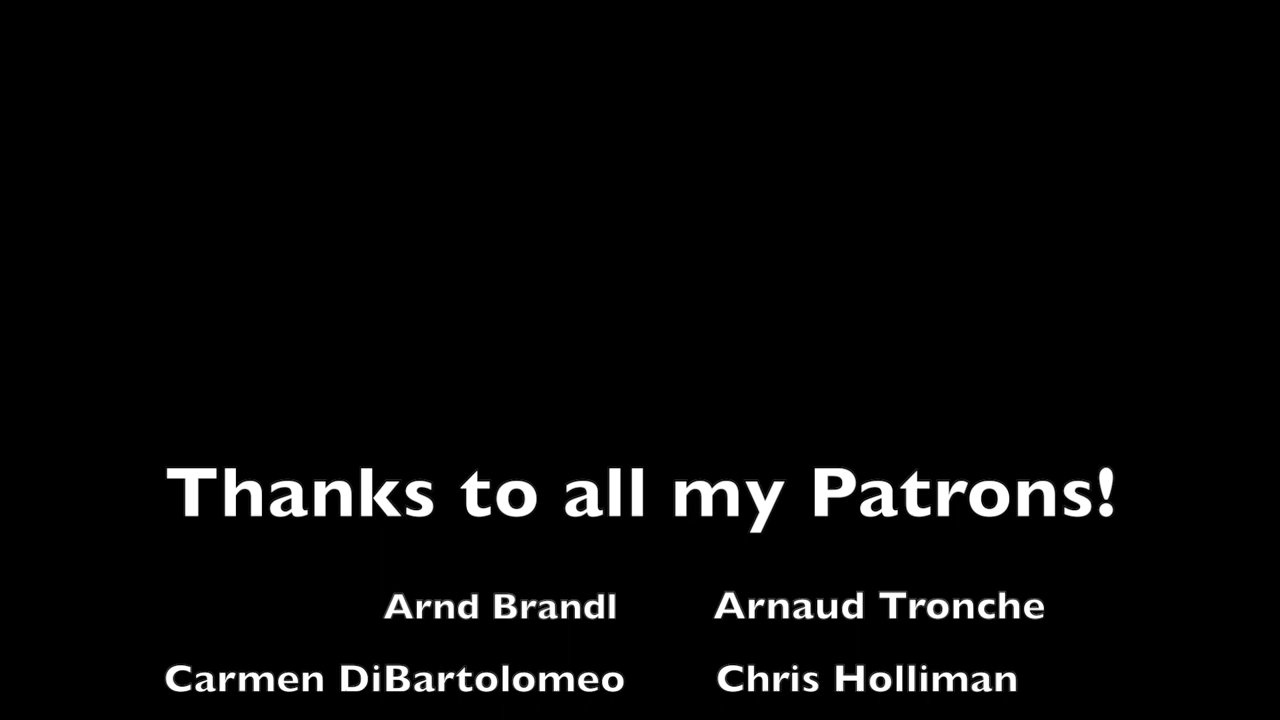 Thanks to all my Patrons!
Arnd Brandl Arnaud Tronche
Carmen DiBartolomeo Chris Holliman